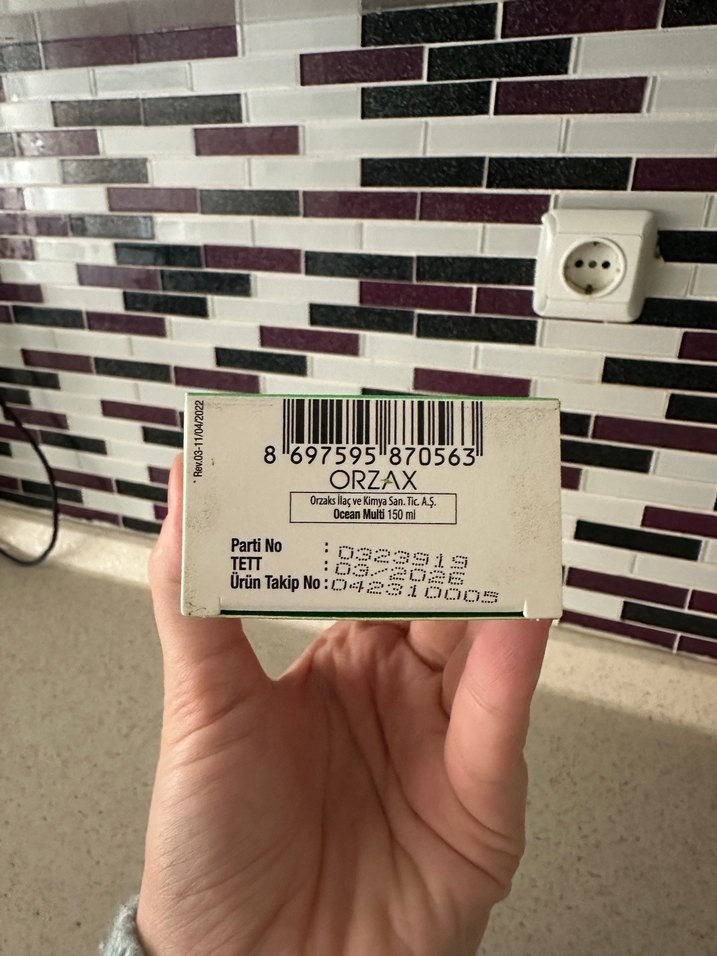 * Rev.03-11/04/2022
8 697595 870563
ORZAX
Orzaks İlaç ve Kimya San. Tic. A.Ş.
Ocean Multi 150 ml
Parti No : 0323919
TETT : 03/2026
Ürün Takip No : 042310005